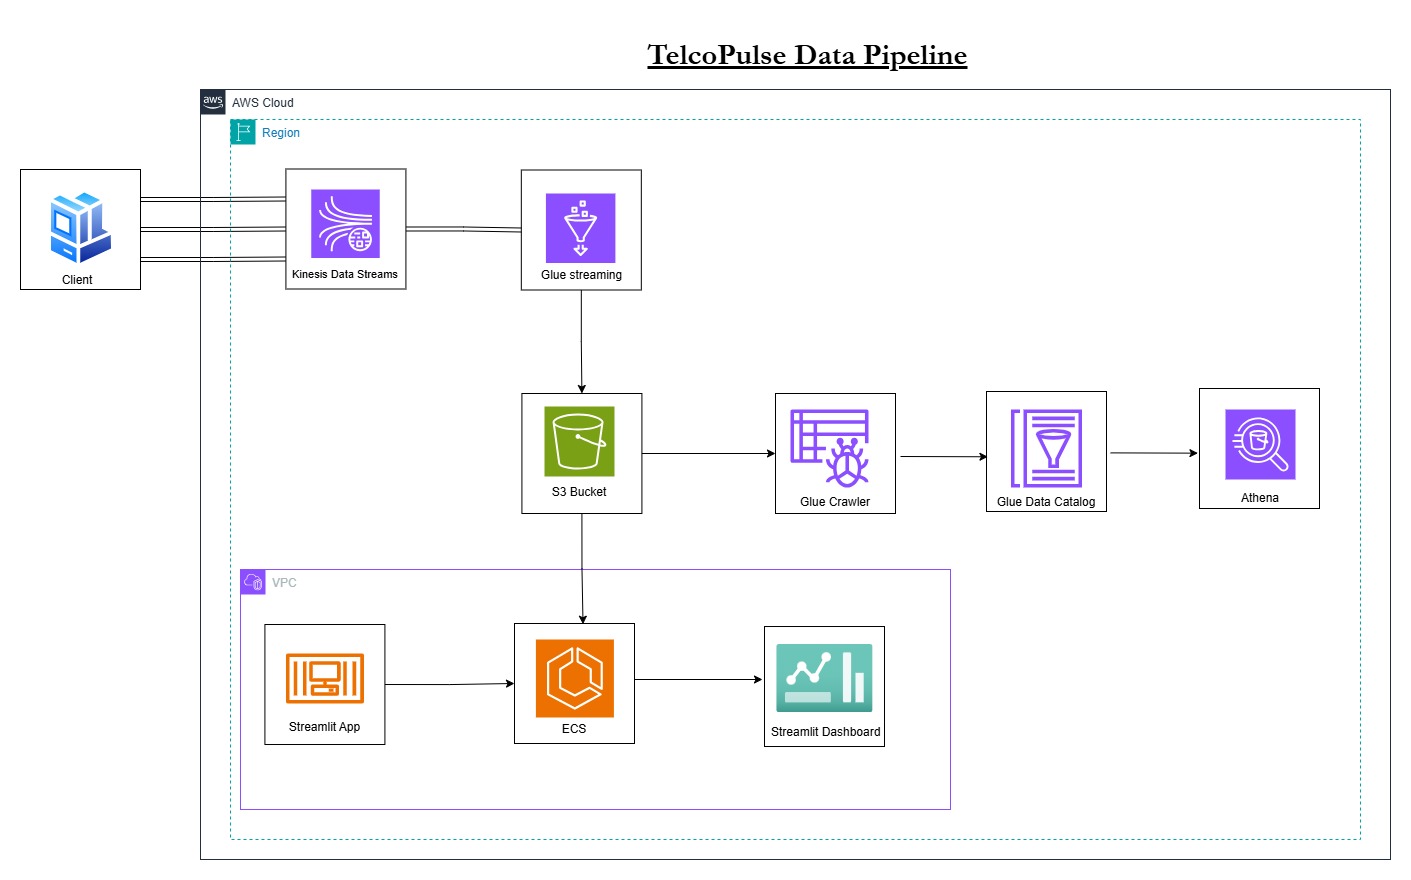 TelcoPulse Data Pipeline
aws
AWS Cloud
Region
Client
Kinesis Data Streams
Glue streaming
S3 Bucket
Glue Crawler
Glue Data Catalog
Athena
VPC
Streamlit App
ECS
Streamlit Dashboard